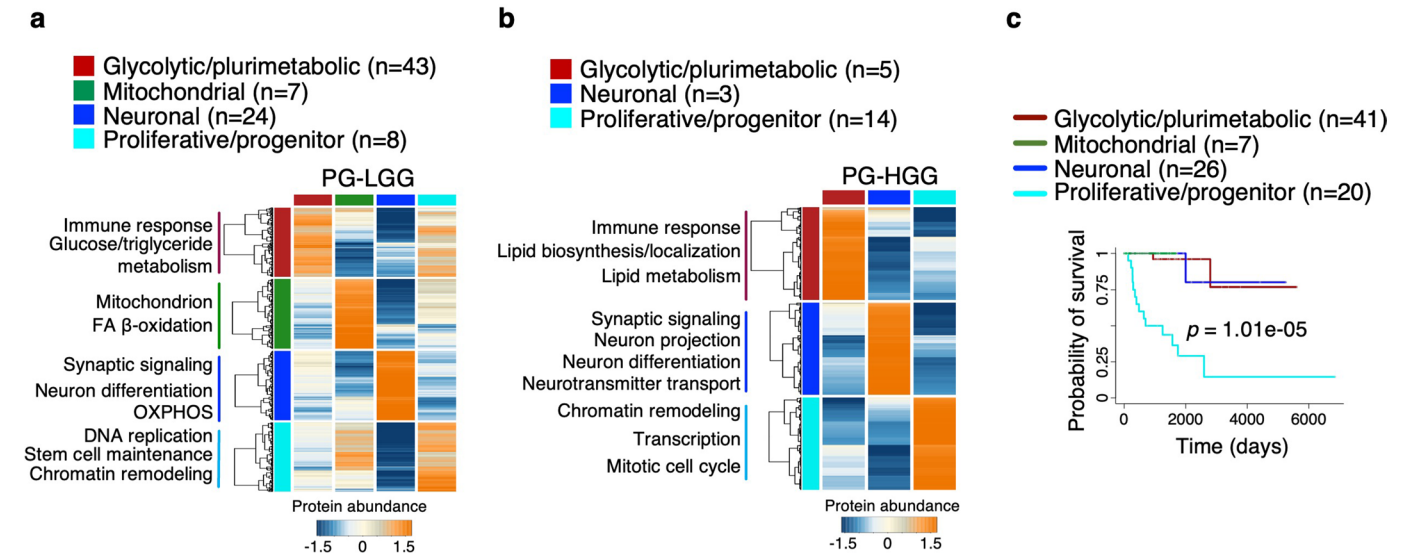 a
Glycolytic/plurimetabolic (n=43)
Mitochondrial (n=7)
Neuronal (n=24)
Proliferative/progenitor (n=8)
PG-LGG
Immune response
Glucose/triglyceride
metabolism
Mitochondrion
FA β-oxidation
Synaptic signaling
Neuron differentiation
OXPHOS
DNA replication
Stem cell maintenance
Chromatin remodeling
Protein abundance
-1.5 0 1.5
b
Glycolytic/plurimetabolic (n=5)
Neuronal (n=3)
Proliferative/progenitor (n=14)
PG-HGG
Immune response
Lipid biosynthesis/localization
Lipid metabolism
Synaptic signaling
Neuron projection
Neuron differentiation
Neurotransmitter transport
Chromatin remodeling
Transcription
Mitotic cell cycle
Protein abundance
-1.5 0 1.5
c
Glycolytic/plurimetabolic (n=41)
Mitochondrial (n=7)
Neuronal (n=26)
Proliferative/progenitor (n=20)
Probability of survival
1
0.75
0.25
0
p = 1.01e-05
0 2000 4000 6000
Time (days)